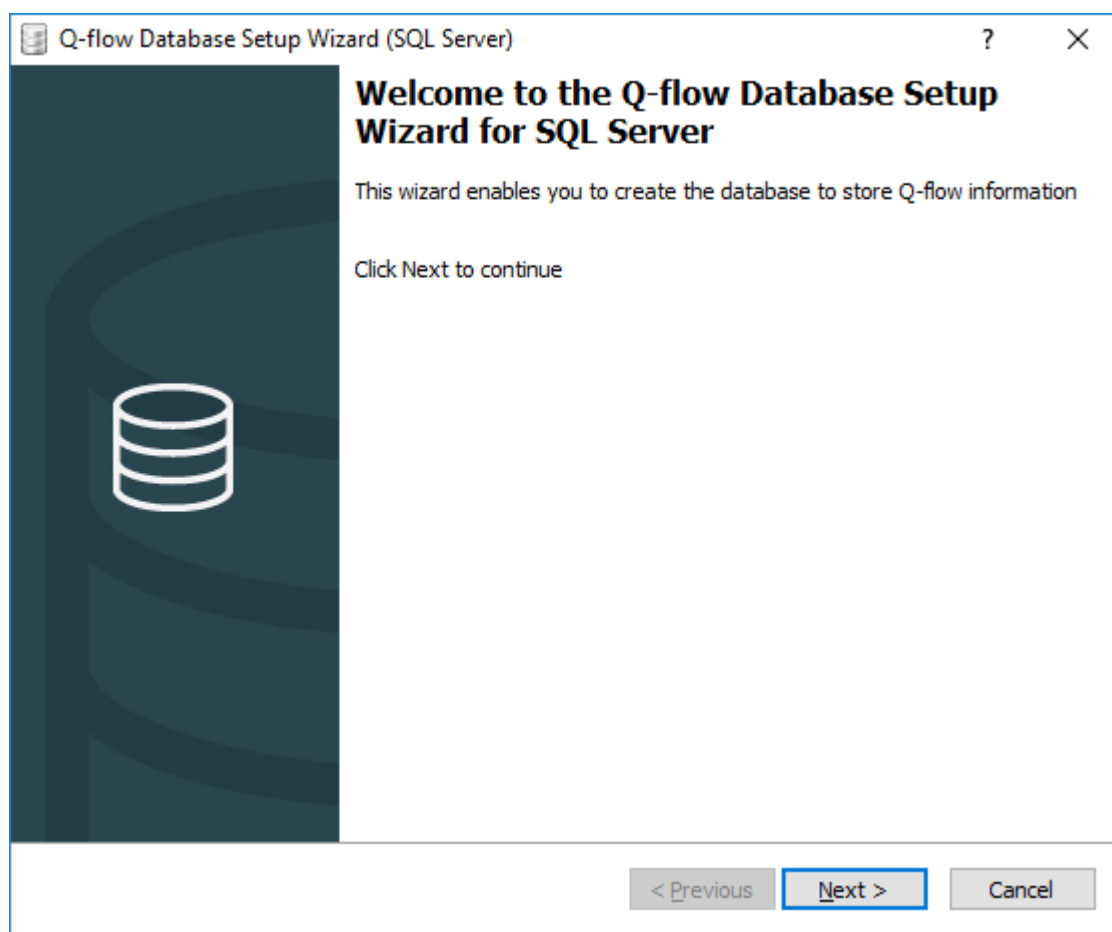 Q-flow Database Setup Wizard (SQL Server)
?
Welcome to the Q-flow Database Setup
Wizard for SQL Server
This wizard enables you to create the database to store Q-flow information
Click Next to continue
< Previous
Next >
Cancel